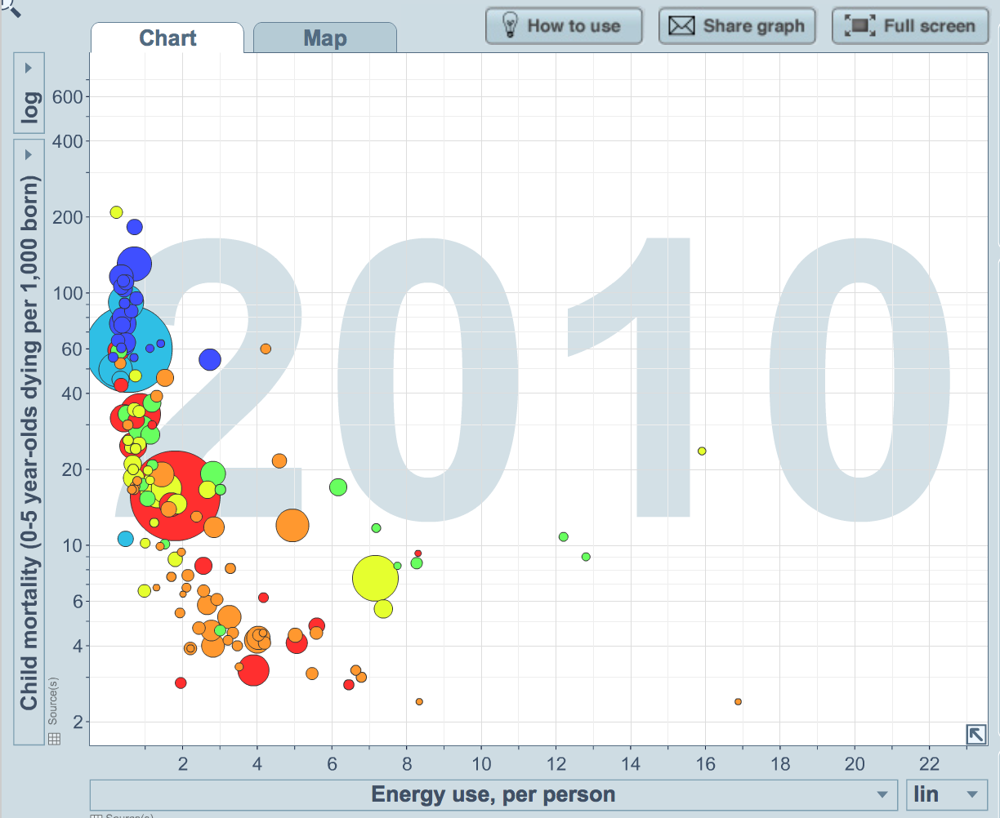 Chart
Map
How to use
Share graph
Full screen
log
Child mortality (0-5 year-olds dying per 1,000 born)
Source(s)
600
400
200
100
60
40
20
10
6
4
2
2010
2 4 6 8 10 12 14 16 18 20 22
Energy use, per person
lin
Source(s)